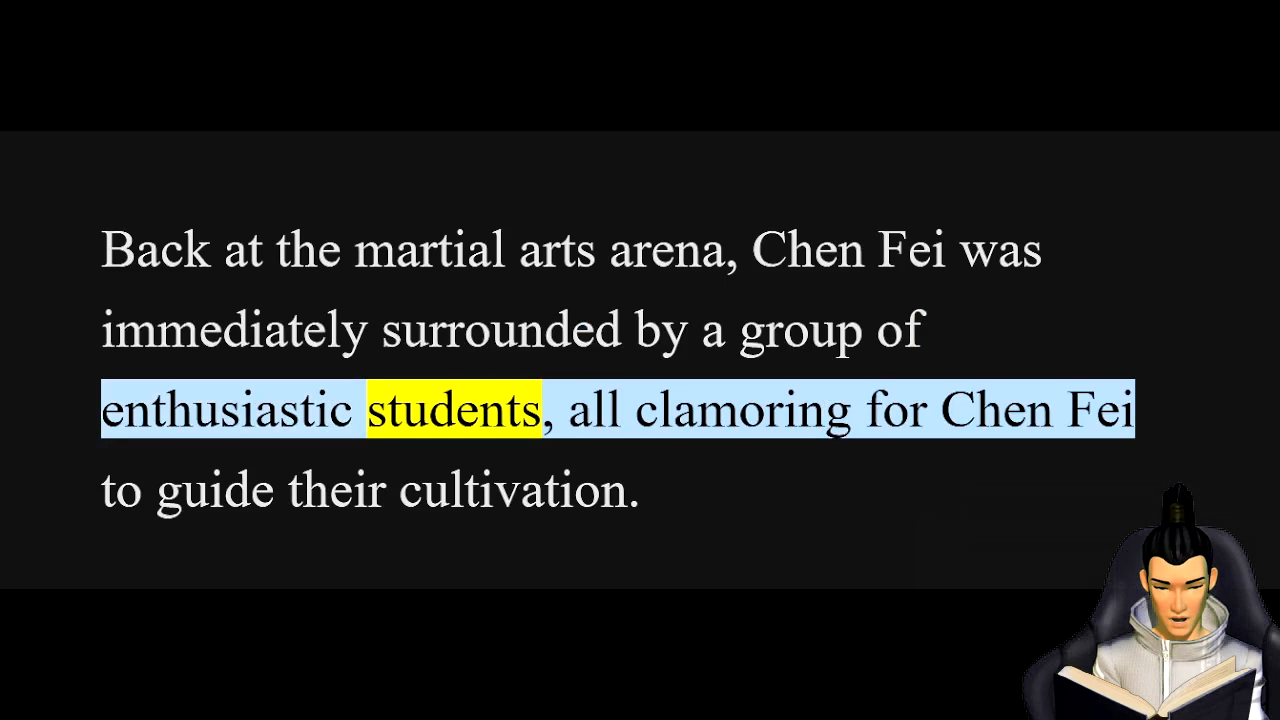 Back at the martial arts arena, Chen Fei was
immediately surrounded by a group of
enthusiastic students, all clamoring for Chen Fei
to guide their cultivation.